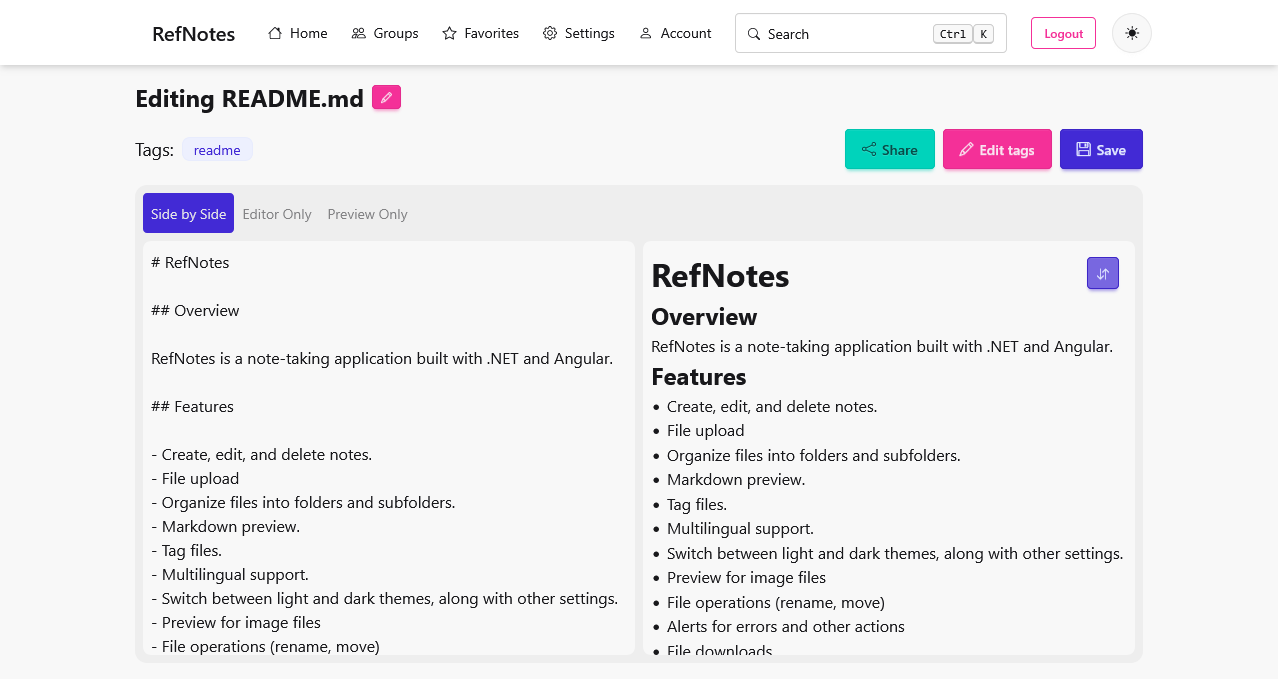 RefNotes Home Groups Favorites Settings Account Search Ctrl K Logout
Editing README.md
Tags: readme Share Edit tags Save
Side by Side Editor Only Preview Only
# RefNotes
## Overview
RefNotes is a note-taking application built with .NET and Angular.
## Features
- Create, edit, and delete notes.
- File upload
- Organize files into folders and subfolders.
- Markdown preview.
- Tag files.
- Multilingual support.
- Switch between light and dark themes, along with other settings.
- Preview for image files
- File operations (rename, move)
RefNotes
Overview
RefNotes is a note-taking application built with .NET and Angular.
Features
• Create, edit, and delete notes.
• File upload
• Organize files into folders and subfolders.
• Markdown preview.
• Tag files.
• Multilingual support.
• Switch between light and dark themes, along with other settings.
• Preview for image files
• File operations (rename, move)
• Alerts for errors and other actions
• File downloads